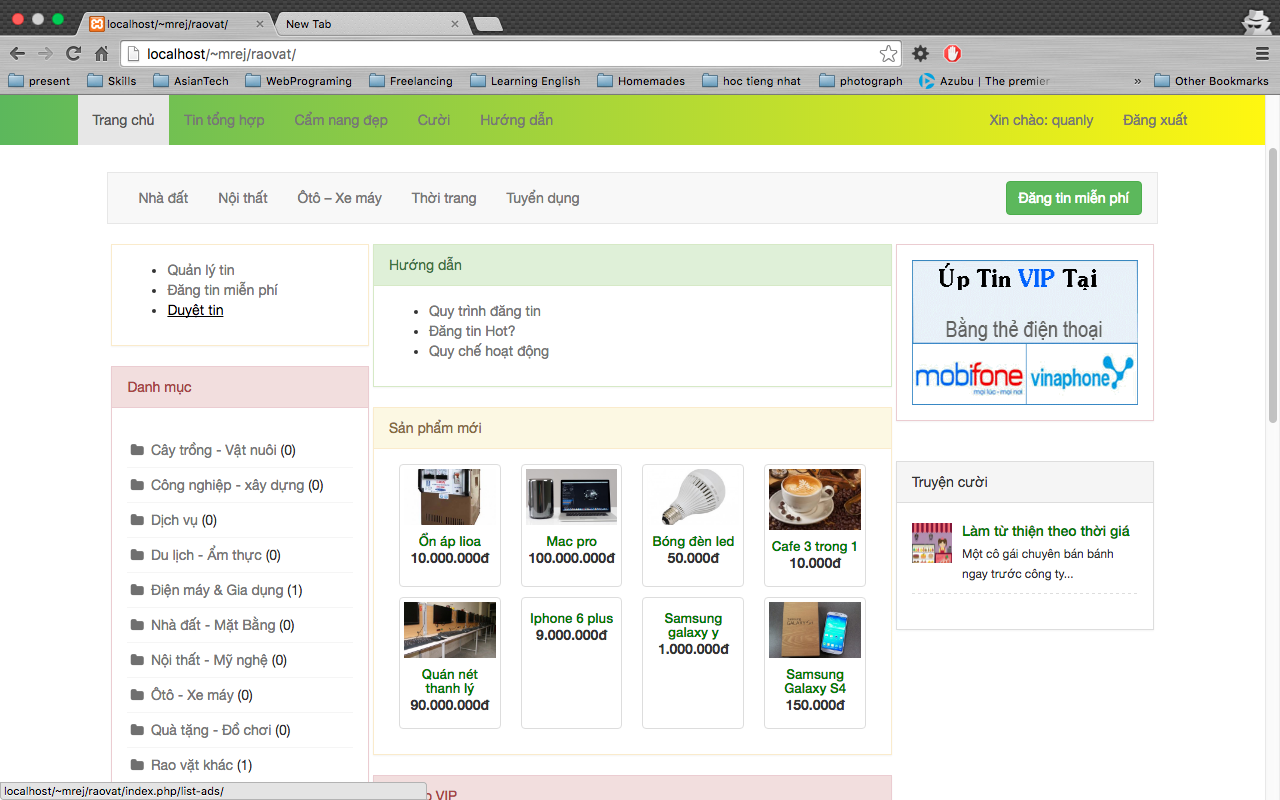 localhost/~mrej/raovat/
New Tab
localhost/~mrej/raovat/
present
Skills
AsianTech
WebPrograming
Freelancing
Learning English
Homemades
hoc tieng nhat
photograph
Azubu | The premier
»
Other Bookmarks
Trang chủ
Tin tổng hợp
Cẩm nang đẹp
Cười
Hướng dẫn
Xin chào: quanly
Đăng xuất
Nhà đất
Nội thất
Ôtô – Xe máy
Thời trang
Tuyển dụng
Đăng tin miễn phí
Quản lý tin
Đăng tin miễn phí
Duyệt tin
Danh mục
Cây trồng - Vật nuôi (0)
Công nghiệp - xây dựng (0)
Dịch vụ (0)
Du lịch - Ẩm thực (0)
Điện máy & Gia dụng (1)
Nhà đất - Mặt Bằng (0)
Nội thất - Mỹ nghệ (0)
Ôtô - Xe máy (0)
Quà tặng - Đồ chơi (0)
Rao vặt khác (1)
Hướng dẫn
Quy trình đăng tin
Đăng tin Hot?
Quy chế hoạt động
Sản phẩm mới
Ổn áp lioa
10.000.000đ
Mac pro
100.000.000đ
Bóng đèn led
50.000đ
Cafe 3 trong 1
10.000đ
Quán nét
thanh lý
90.000.000đ
Iphone 6 plus
9.000.000đ
Samsung
galaxy y
1.000.000đ
Samsung
Galaxy S4
150.000đ
VIP
Úp Tin VIP Tại
Bằng thẻ điện thoại
mobifone
mọi lúc - mọi nơi
vinaphone
Truyện cười
Làm từ thiện theo thời giá
Một cô gái chuyên bán bánh
ngay trước công ty...
localhost/~mrej/raovat/index.php/list-ads/